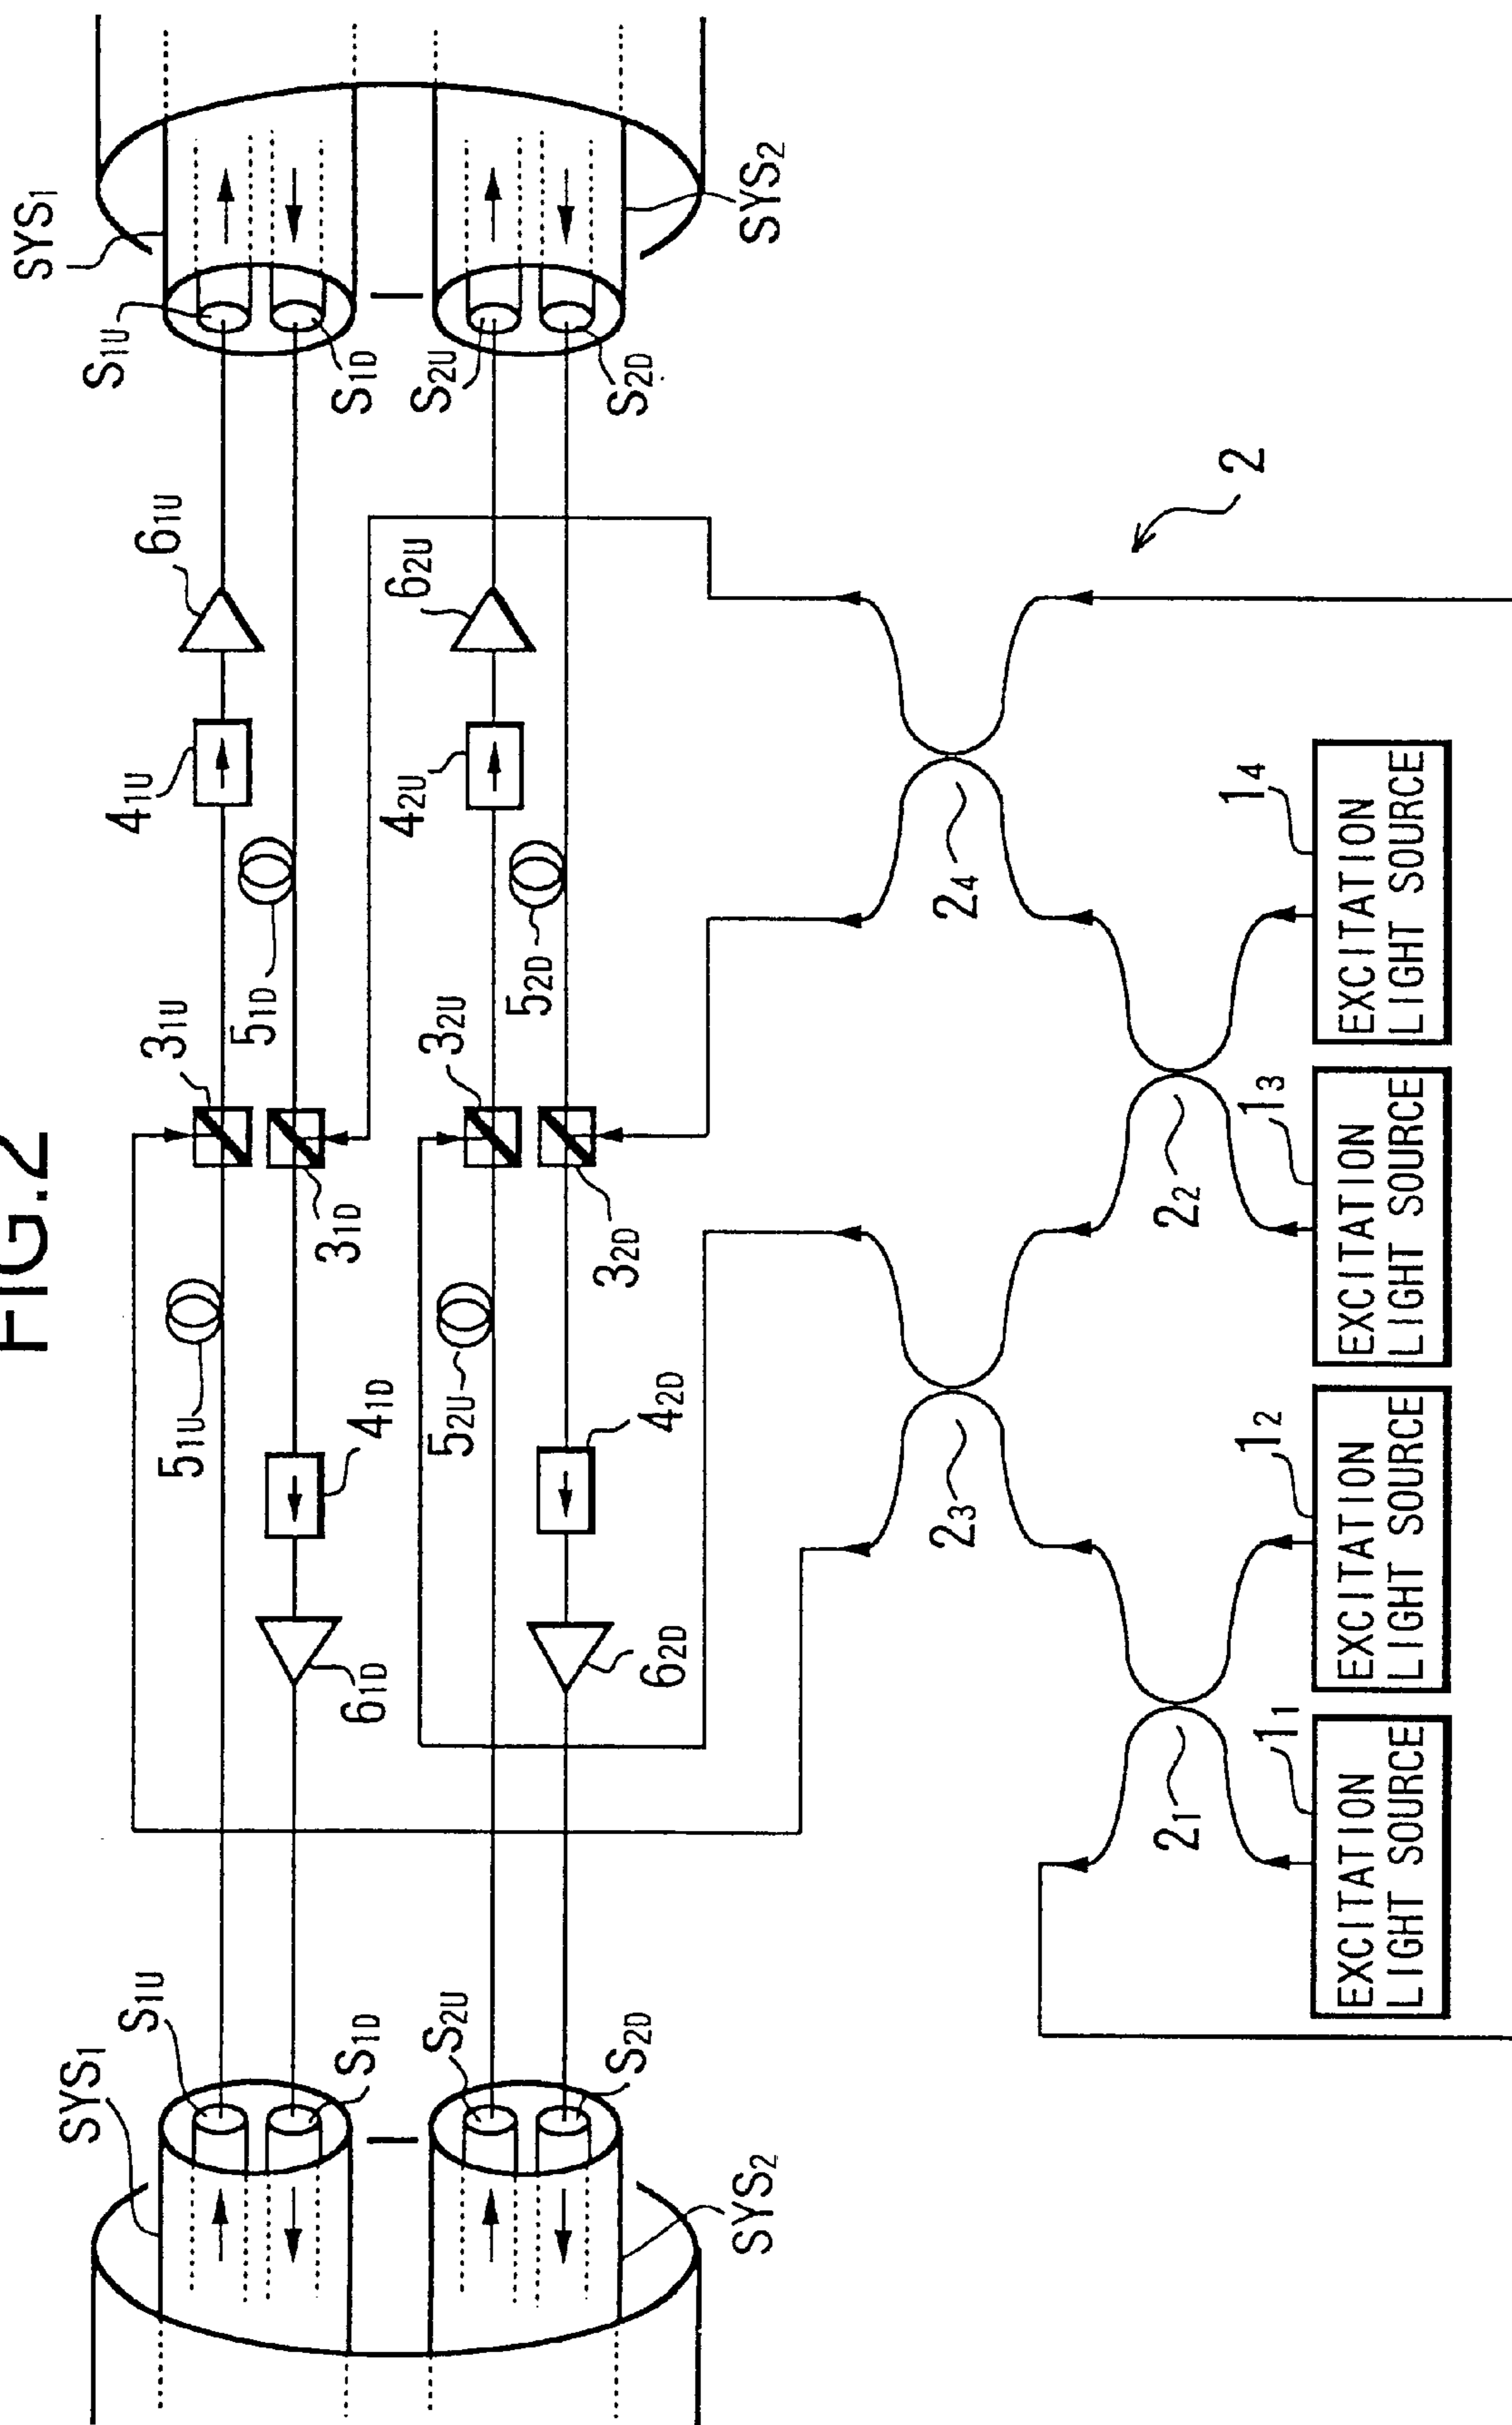 FIG.2
SYS1
S1U
S1D
S2U
S2D
SYS2
SYS1
S1U
S1D
S2U
S2D
SYS2
51U
31U
41U
61U
61D
41D
31D
51D
52U
32U
42U
62U
62D
42D
32D
52D
23
24
2
21
22
11
12
13
14
EXCITATION
LIGHT SOURCE
EXCITATION
LIGHT SOURCE
EXCITATION
LIGHT SOURCE
EXCITATION
LIGHT SOURCE